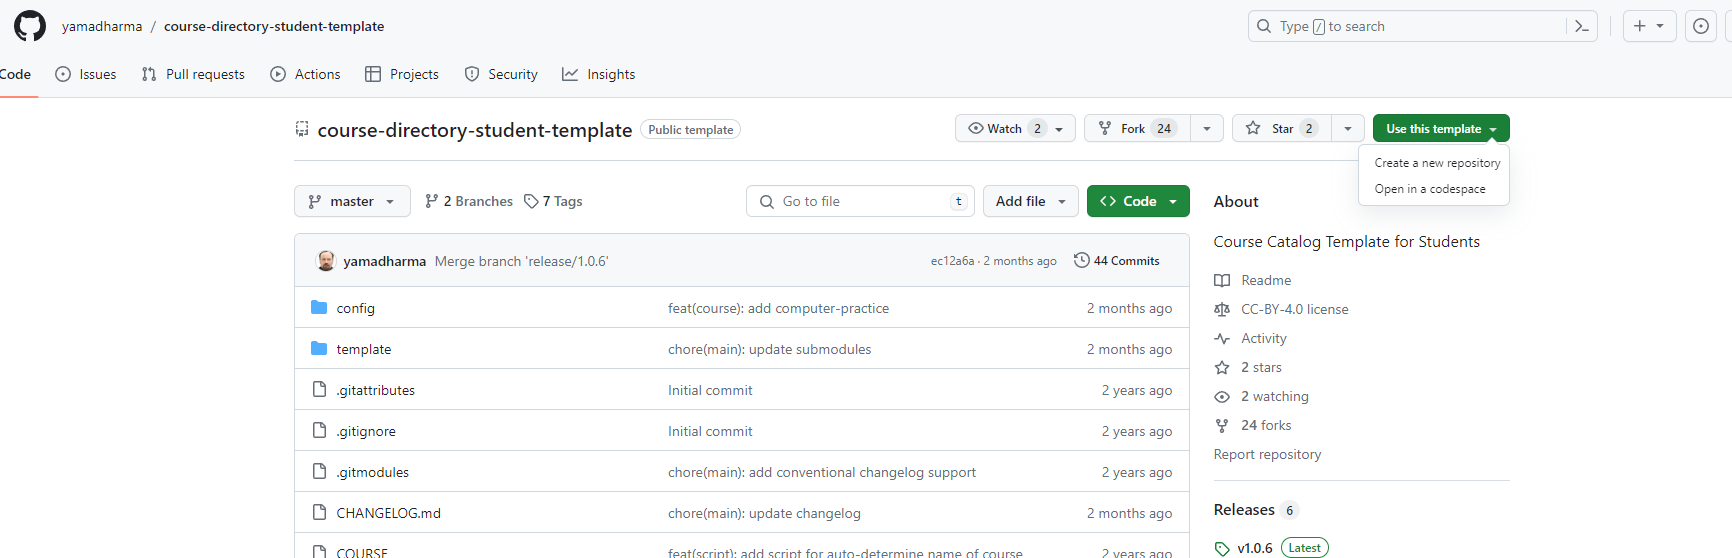 yamadharma / course-directory-student-template
Type / to search
Code Issues Pull requests Actions Projects Security Insights
course-directory-student-template Public template
Watch 2 Fork 24 Star 2 Use this template
Create a new repository
Open in a codespace
master 2 Branches 7 Tags Go to file t Add file Code
yamadharma Merge branch 'release/1.0.6' ec12a6a · 2 months ago 44 Commits
config feat(course): add computer-practice 2 months ago
template chore(main): update submodules 2 months ago
.gitattributes Initial commit 2 years ago
.gitignore Initial commit 2 years ago
.gitmodules chore(main): add conventional changelog support 2 years ago
CHANGELOG.md chore(main): update changelog 2 months ago
COURSE feat(script): add script for auto-determine name of course 2 years ago
About
Course Catalog Template for Students
Readme
CC-BY-4.0 license
Activity
2 stars
2 watching
24 forks
Report repository
Releases 6
v1.0.6 Latest